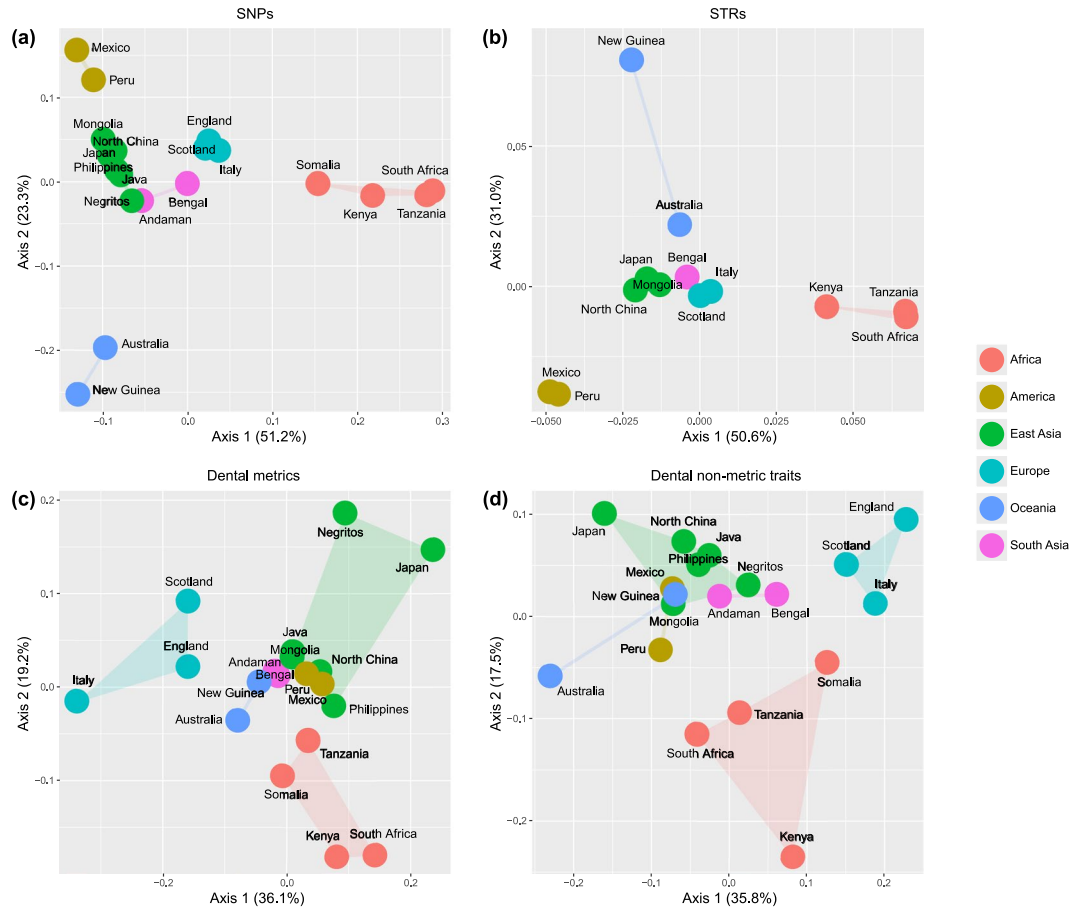 SNPs
(a)
Mexico
Peru
Mongolia
North China
Japan
Philippines
Java
Negritos
Andaman
Bengal
England
Scotland
Italy
Somalia
Kenya
South Africa
Tanzania
Australia
New Guinea
0.1
0.0
−0.1
−0.2
Axis 2 (23.3%)
−0.1
0.0
0.1
0.2
0.3
Axis 1 (51.2%)
STRs
(b)
New Guinea
Australia
Japan
Bengal
Italy
Mongolia
North China
Scotland
Kenya
Tanzania
South Africa
Mexico
Peru
0.05
0.00
Axis 2 (31.0%)
−0.050
−0.025
0.000
0.025
0.050
Axis 1 (50.6%)
Dental metrics
(c)
Negritos
Japan
Scotland
England
Italy
Java
Mongolia
Andaman
Bengal
North China
New Guinea
Peru
Mexico
Australia
Philippines
Tanzania
Somalia
Kenya
South Africa
0.2
0.1
0.0
−0.1
Axis 2 (19.2%)
−0.2
0.0
0.2
Axis 1 (36.1%)
Dental non-metric traits
(d)
England
North China
Japan
Java
Scotland
Philippines
Mexico
Negritos
Italy
New Guinea
Andaman
Bengal
Mongolia
Peru
Australia
Somalia
Tanzania
South Africa
Kenya
0.1
0.0
−0.1
−0.2
Axis 2 (17.5%)
−0.2
−0.1
0.0
0.1
0.2
Axis 1 (35.8%)
Africa
America
East Asia
Europe
Oceania
South Asia